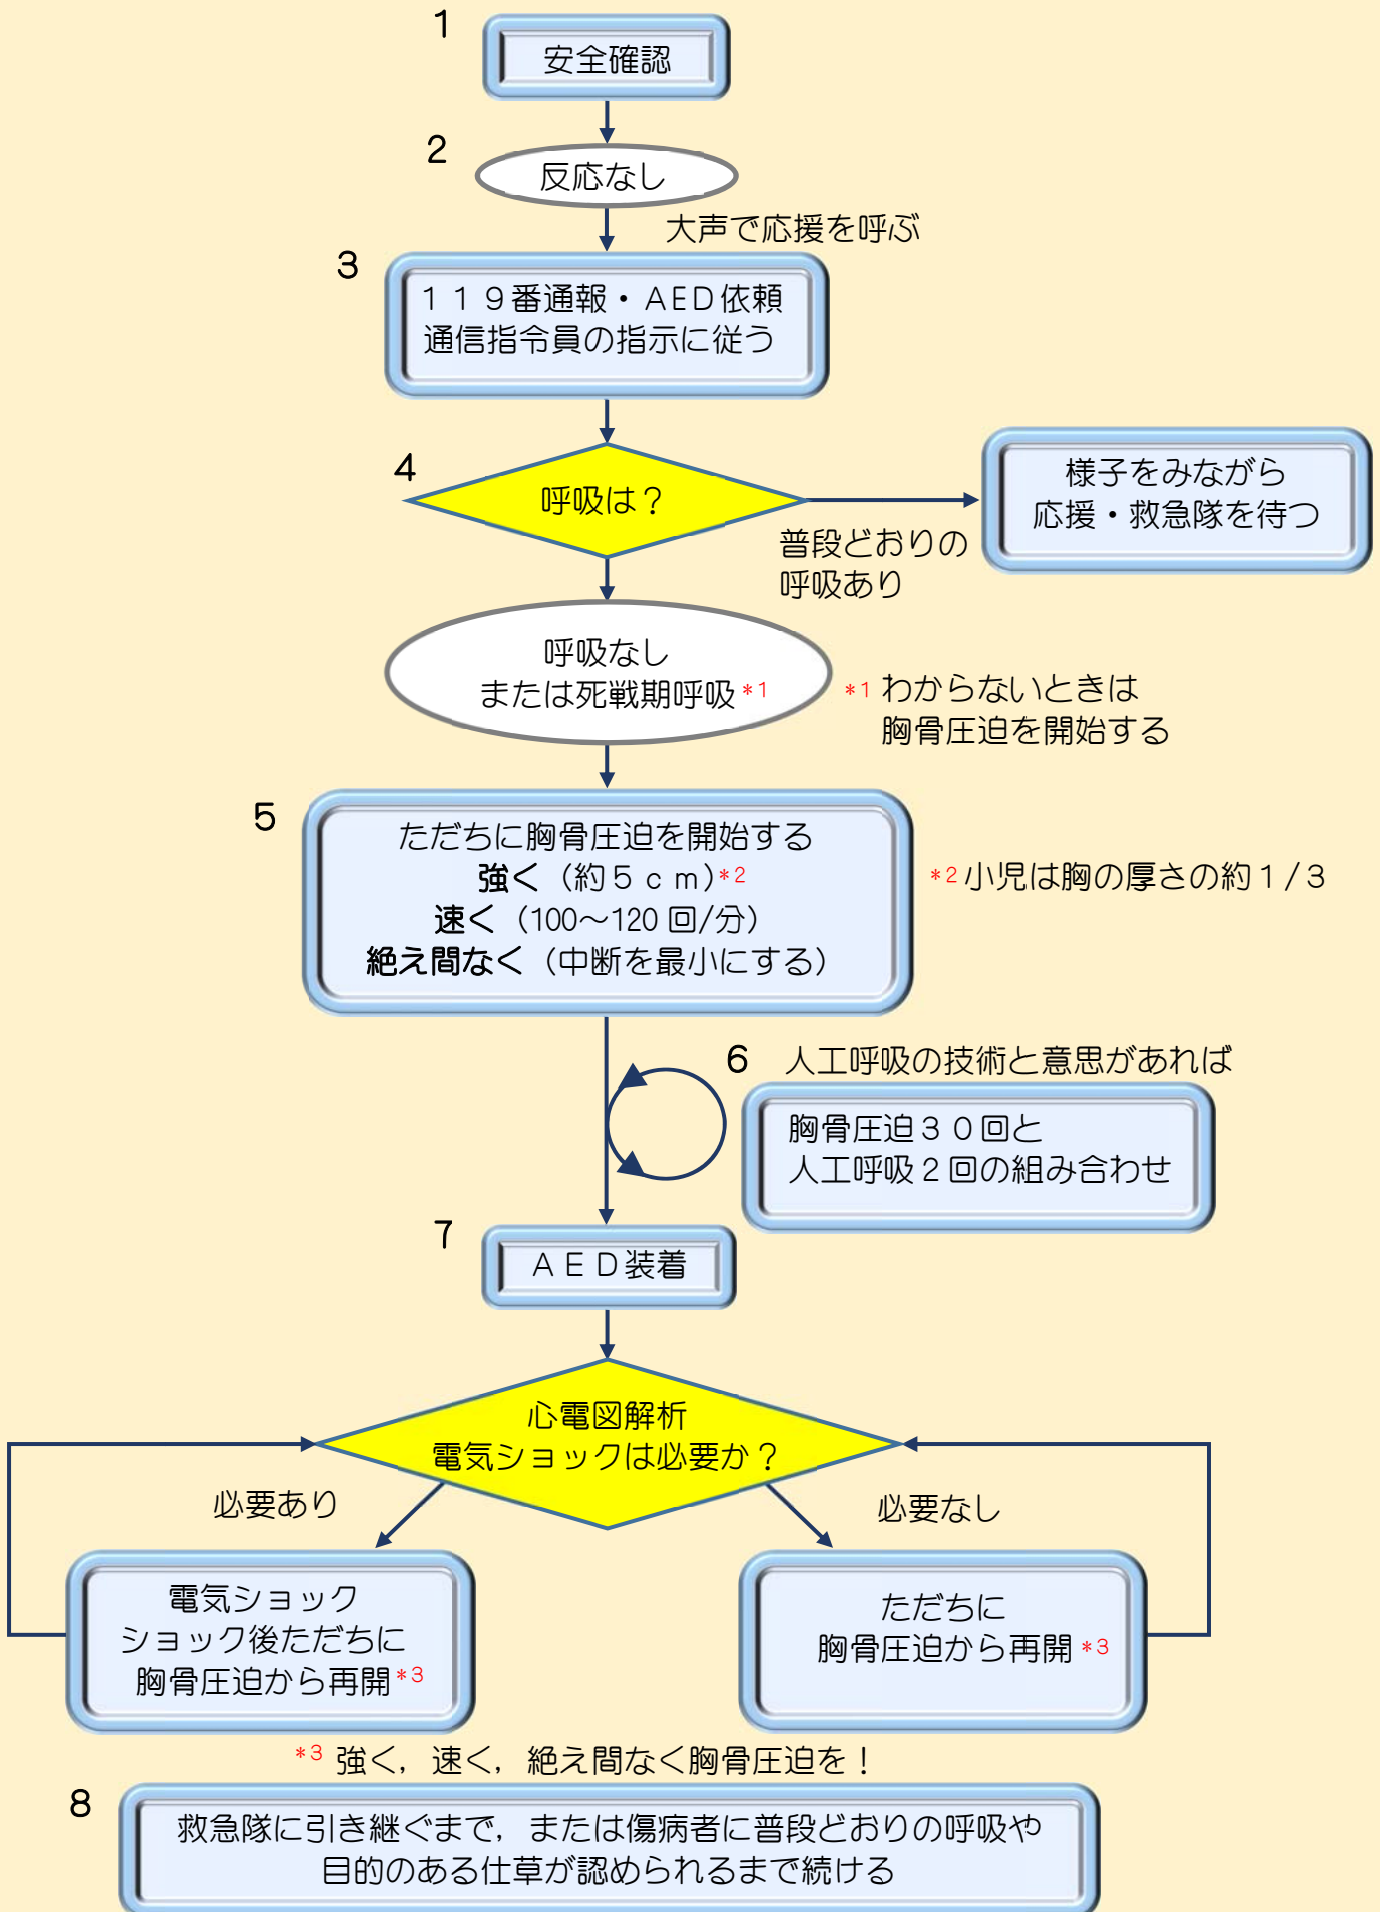 1
安全確認
2
反応なし
大声で応援を呼ぶ
3
119番通報・AED依頼
通信指令員の指示に従う
4
呼吸は？
普段どおりの
呼吸あり
様子をみながら
応援・救急隊を待つ
呼吸なし
または死戦期呼吸*1
*1 わからないときは
胸骨圧迫を開始する
5
ただちに胸骨圧迫を開始する
強く（約５ｃｍ）*2
速く（100～120回/分）
絶え間なく（中断を最小にする）
*2 小児は胸の厚さの約１/３
6 人工呼吸の技術と意思があれば
胸骨圧迫３０回と
人工呼吸２回の組み合わせ
7
ＡＥＤ装着
心電図解析
電気ショックは必要か？
必要あり
必要なし
電気ショック
ショック後ただちに
胸骨圧迫から再開*3
ただちに
胸骨圧迫から再開*3
*3 強く，速く，絶え間なく胸骨圧迫を！
8
救急隊に引き継ぐまで，または傷病者に普段どおりの呼吸や
目的のある仕草が認められるまで続ける